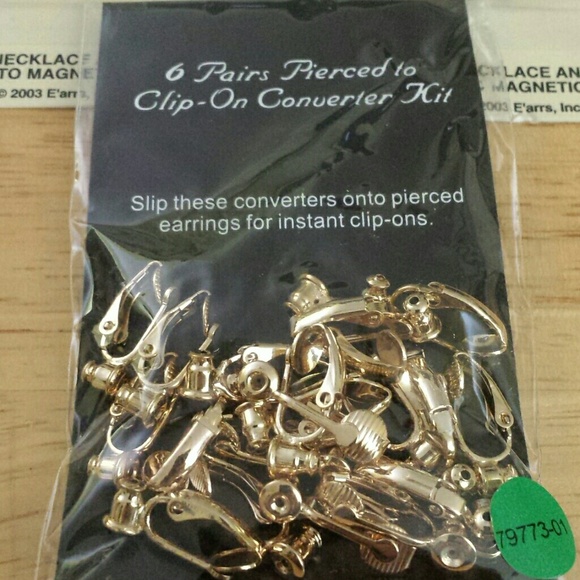 NECKLACE
TO MAGNE
© 2003 E'arrs,
6 Pairs Pierced to
Clip-On Converter Kit
CKLACE AN
MAGNETIC
2003 E'arrs, Inc
Slip these converters onto pierced
earrings for instant clip-ons.
79773-01